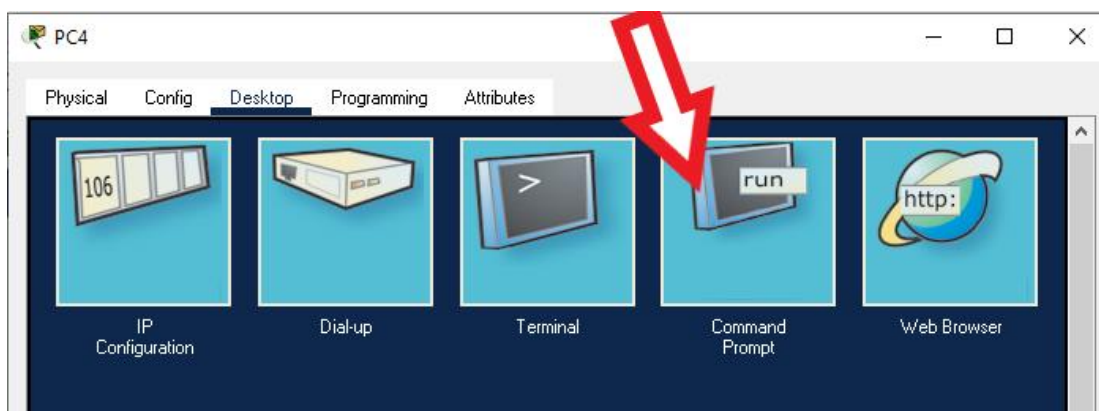 PC4
Physical Config Desktop Programming Attributes
106
>
run
http:
IP
Configuration
Dial-up
Terminal
Command
Prompt
Web Browser